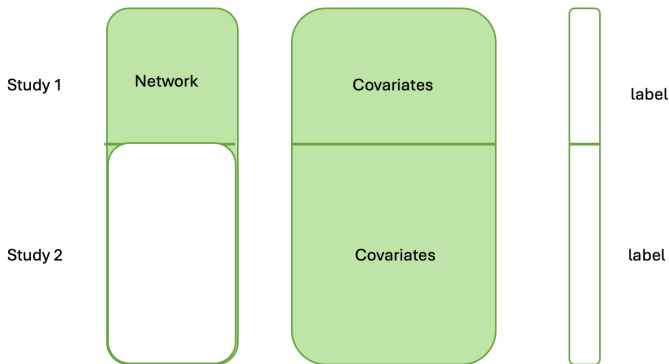 Study 1
Network
Covariates
label
Study 2
Covariates
label